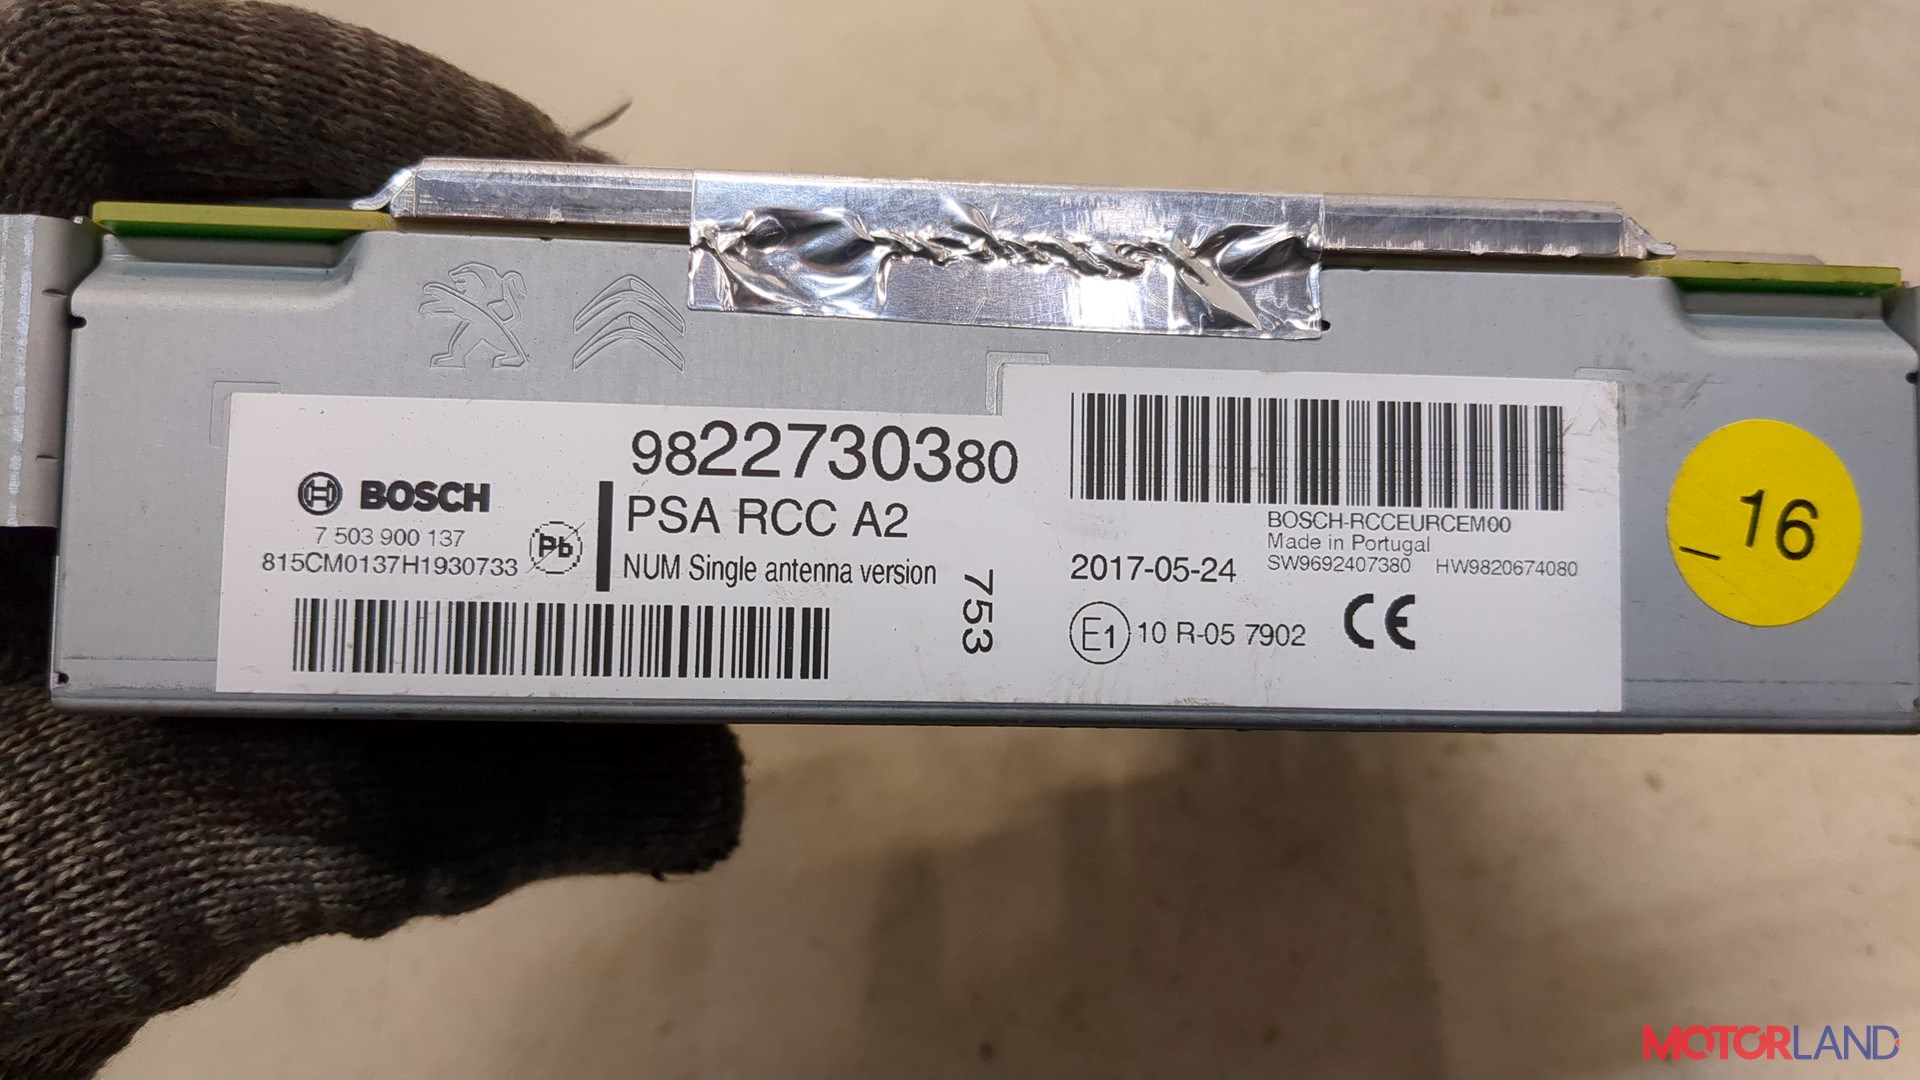 9822730380
BOSCH
PSA RCC A2
7 503 900 137
815CM0137H1930733
Pb
NUM Single antenna version
753
BOSCH-RCCEURCEM00
Made in Portugal
2017-05-24
SW9692407380 HW9820674080
E1 10 R-05 7902 CE
_16
MOTORLAND